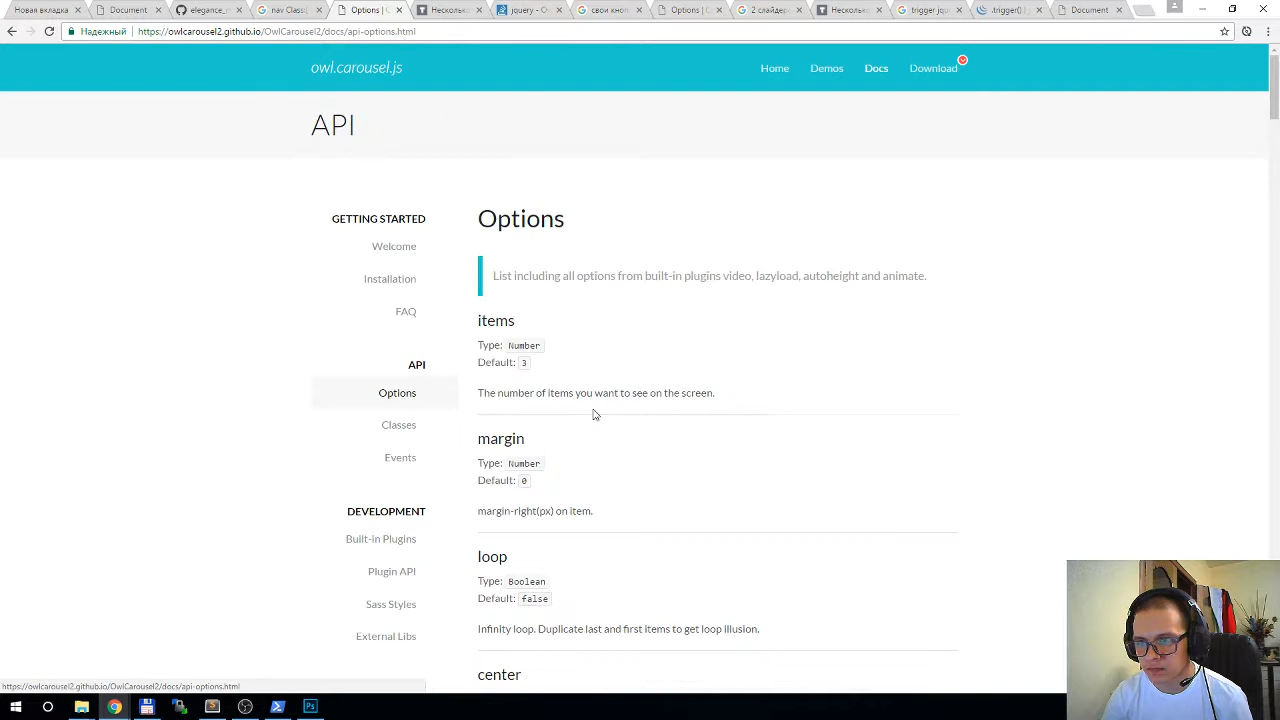 Новая вкладка
Document
elegance_
nav Class:
Options |
Несколь
jquery - О
свои кноп
Options |
2 слайдер
Нескольк
trigger jqu
.trigger() |
Document
Надежный
https://owlcarousel2.github.io/OwlCarousel2/docs/api-options.html
owl.carousel.js
Home
Demos
Docs
Download
API
GETTING STARTED
Welcome
Installation
FAQ
API
Options
Classes
Events
DEVELOPMENT
Built-in Plugins
Plugin API
Sass Styles
External Libs
Options
List including all options from built-in plugins video, lazyload, autoheight and animate.
items
Type: Number
Default: 3
The number of items you want to see on the screen.
margin
Type: Number
Default: 0
margin-right(px) on item.
loop
Type: Boolean
Default: false
Infinity loop. Duplicate last and first items to get loop illusion.
center
https://owlcarousel2.github.io/OwlCarousel2/docs/api-options.html